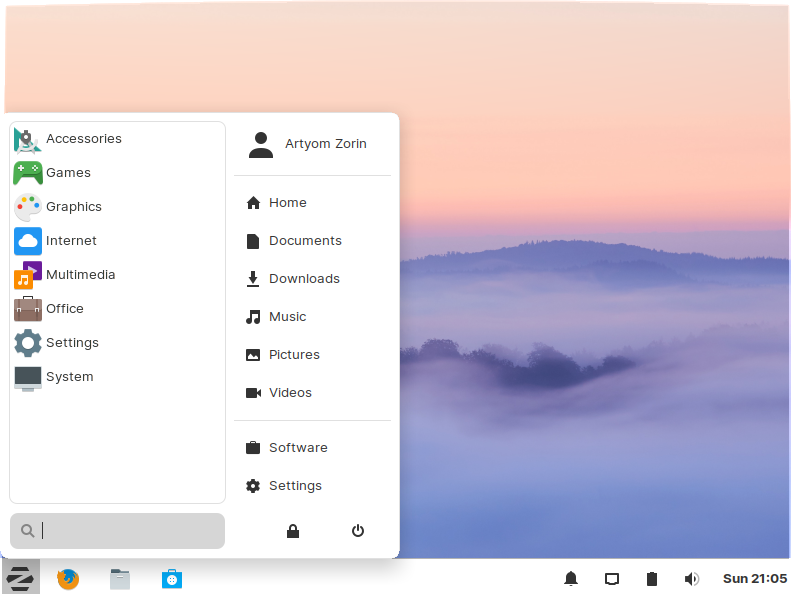 Accessories
Games
Graphics
Internet
Multimedia
Office
Settings
System
Artyom Zorin
Home
Documents
Downloads
Music
Pictures
Videos
Software
Settings
Sun 21:05